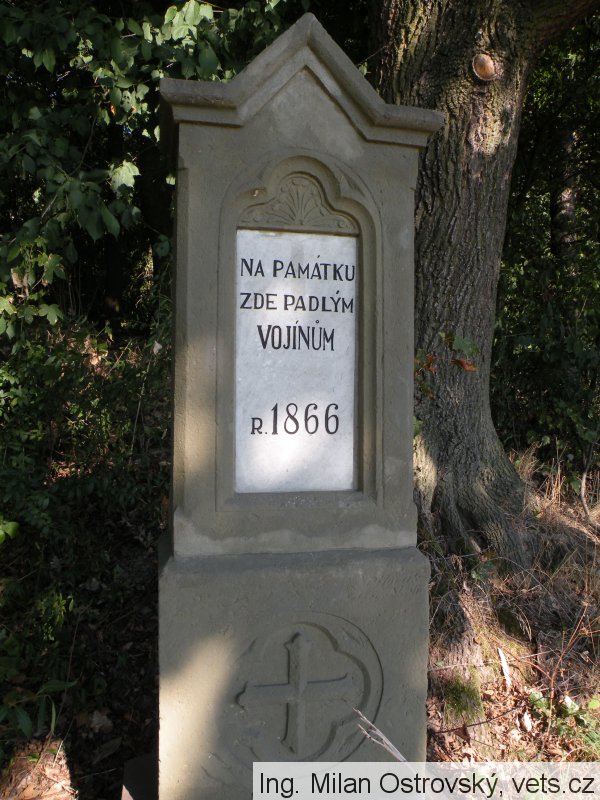 NA PAMÁTKU
ZDE PADLÝM
VOJÍNŮM
R. 1866
Ing. Milan Ostrovský, vets.cz